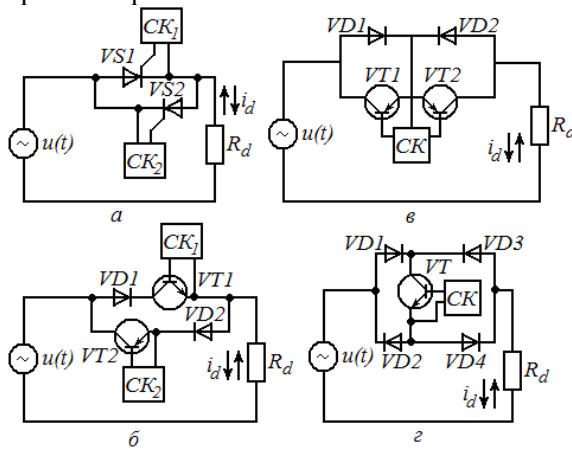 СК1
VS1
VS2
СК2
u(t)
id
Rd
а
VD1
VD2
VT1
VT2
СК
u(t)
id
Rd
в
СК1
VD1
VT1
VD2
VT2
СК2
u(t)
id
Rd
б
VD1
VD3
VT
СК
VD2
VD4
u(t)
id
Rd
г